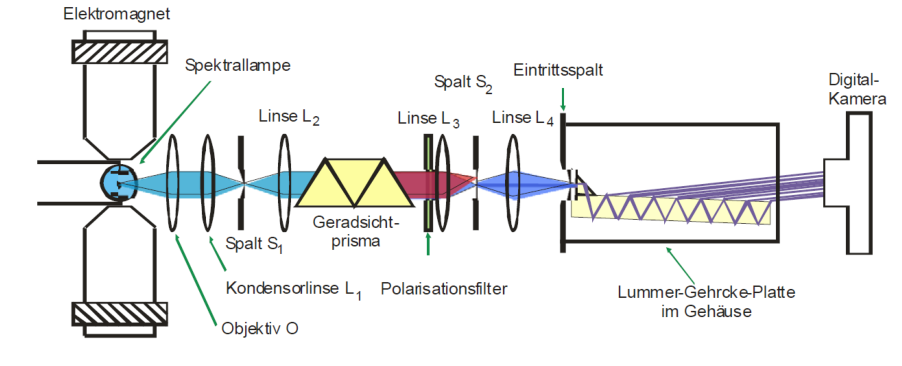 Elektromagnet
Spektrallampe
Linse L2
Spalt S2
Linse L3
Eintrittsspalt
Linse L4
Digital-
Kamera
Spalt S1
Geradsicht-
prisma
Kondensorlinse L1
Polarisationsfilter
Objektiv O
Lummer-Gehrcke-Platte
im Gehäuse